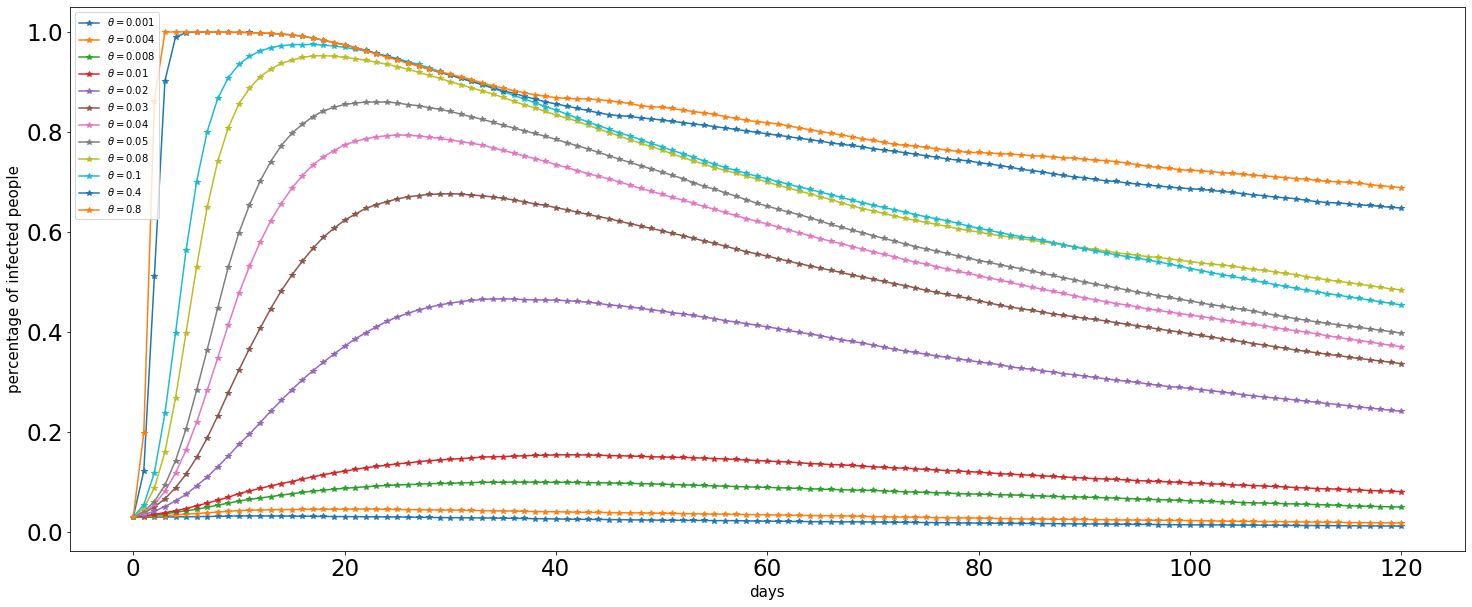 1.0
0.8
0.6
0.4
0.2
0.0
percentage of infected people
θ = 0.001
θ = 0.004
θ = 0.008
θ = 0.01
θ = 0.02
θ = 0.03
θ = 0.04
θ = 0.05
θ = 0.08
θ = 0.1
θ = 0.4
θ = 0.8
0 20 40 60 80 100 120
days